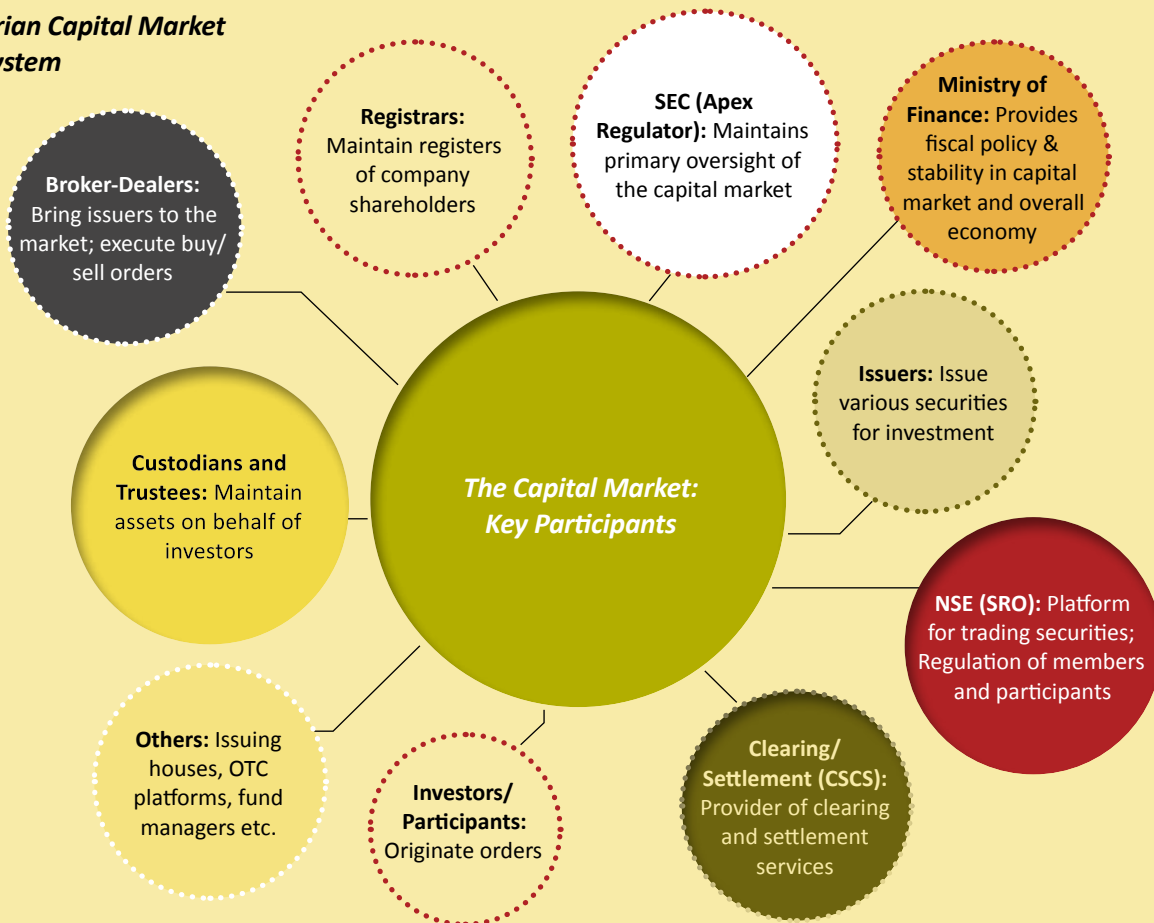 rian Capital Market
ystem
Registrars:
Maintain registers
of company
shareholders
SEC (Apex
Regulator): Maintains
primary oversight of
the capital market
Ministry of
Finance: Provides
fiscal policy &
stability in capital
market and overall
economy
Broker-Dealers:
Bring issuers to the
market; execute buy/
sell orders
Issuers: Issue
various securities
for investment
Custodians and
Trustees: Maintain
assets on behalf of
investors
The Capital Market:
Key Participants
NSE (SRO): Platform
for trading securities;
Regulation of members
and participants
Others: Issuing
houses, OTC
platforms, fund
managers etc.
Investors/
Participants:
Originate orders
Clearing/
Settlement (CSCS):
Provider of clearing
and settlement
services